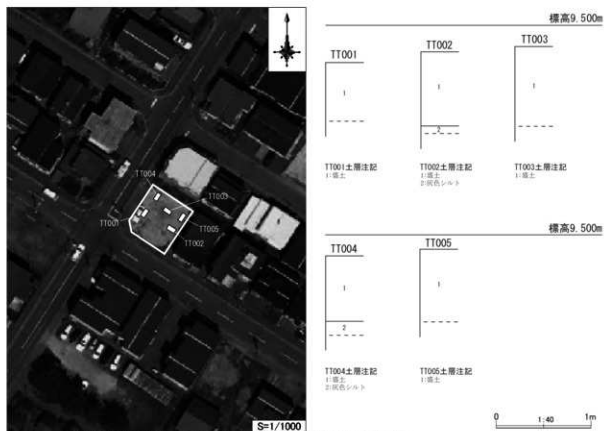 TT004
TT003
TT001
TT005
TT002
S=1/1000
標高9.500m
TT001
TT002
TT003
1
1
1
2
TT001土層注記
1:盛土
TT002土層注記
1:盛土
2:灰色シルト
TT003土層注記
1:盛土
標高9.500m
TT004
TT005
1
1
2
TT004土層注記
1:盛土
2:灰色シルト
TT005土層注記
1:盛土
0
1:40
1m